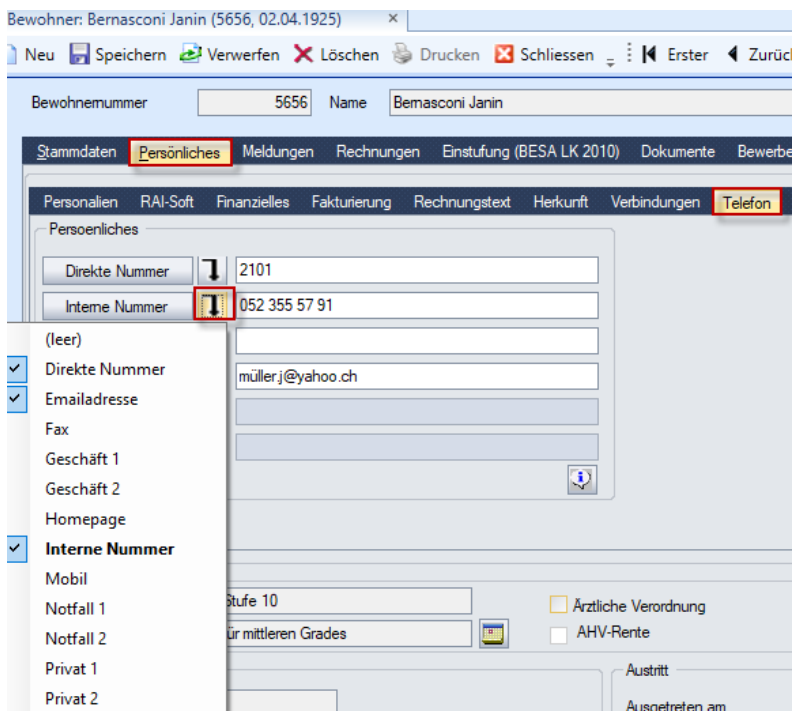 Bewohner: Bernasconi Janin (5656, 02.04.1925) ×
Neu Speichern Verwerfen Löschen Drucken Schliessen Erster Zurück
Bewohnernummer 5656 Name Bernasconi Janin
Stammdaten Persönliches Meldungen Rechnungen Einstufung (BESA LK 2010) Dokumente Bewerbe
Personalien RAI-Soft Finanzielles Fakturierung Rechnungstext Herkunft Verbindungen Telefon
Persoenliches
Direkte Nummer 2101
Interne Nummer 052 355 57 91
(leer)
Direkte Nummer müller.j@yahoo.ch
Emailadresse
Fax
Geschäft 1
Geschäft 2
Homepage
Interne Nummer
Mobil
Notfall 1 Stufe 10 Ärztliche Verordnung
Notfall 2 ür mittleren Grades AHV-Rente
Privat 1 Austritt
Privat 2 Ausgetreten am